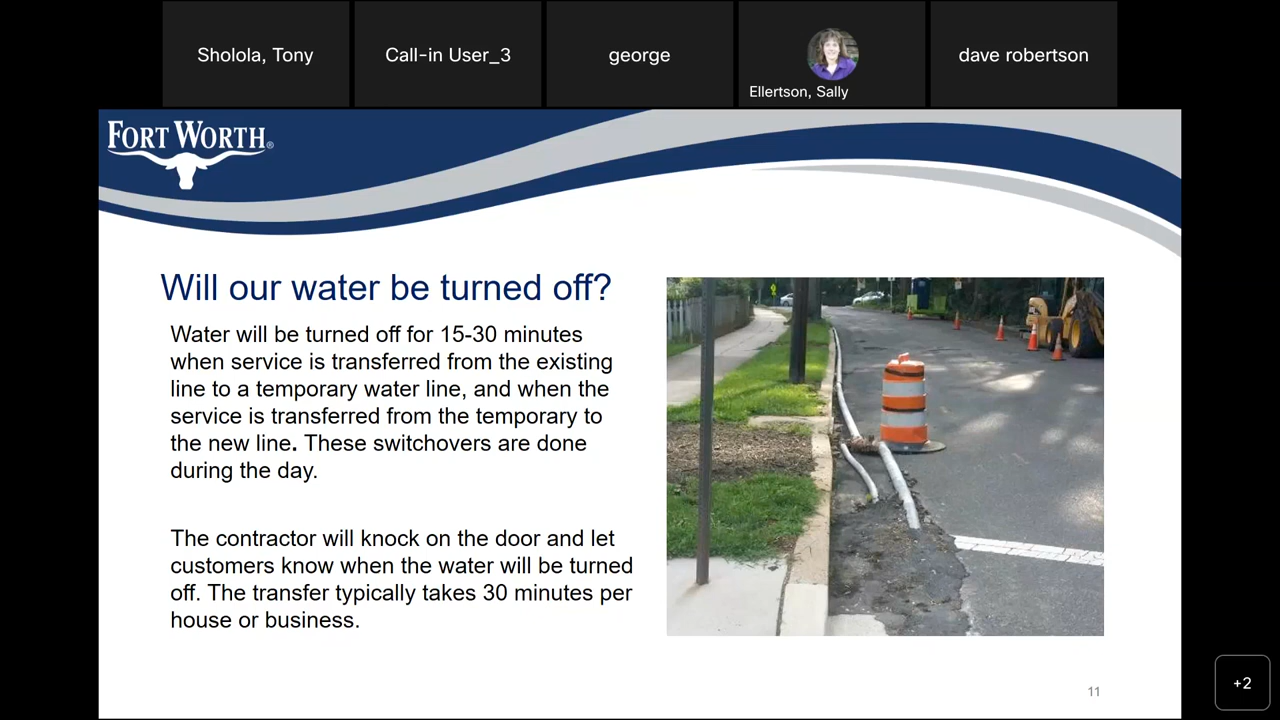 Sholola, Tony
Call-in User_3
george
Ellertson, Sally
dave robertson
FORT WORTH®
Will our water be turned off?
Water will be turned off for 15-30 minutes
when service is transferred from the existing
line to a temporary water line, and when the
service is transferred from the temporary to
the new line. These switchovers are done
during the day.
The contractor will knock on the door and let
customers know when the water will be turned
off. The transfer typically takes 30 minutes per
house or business.
11
+2